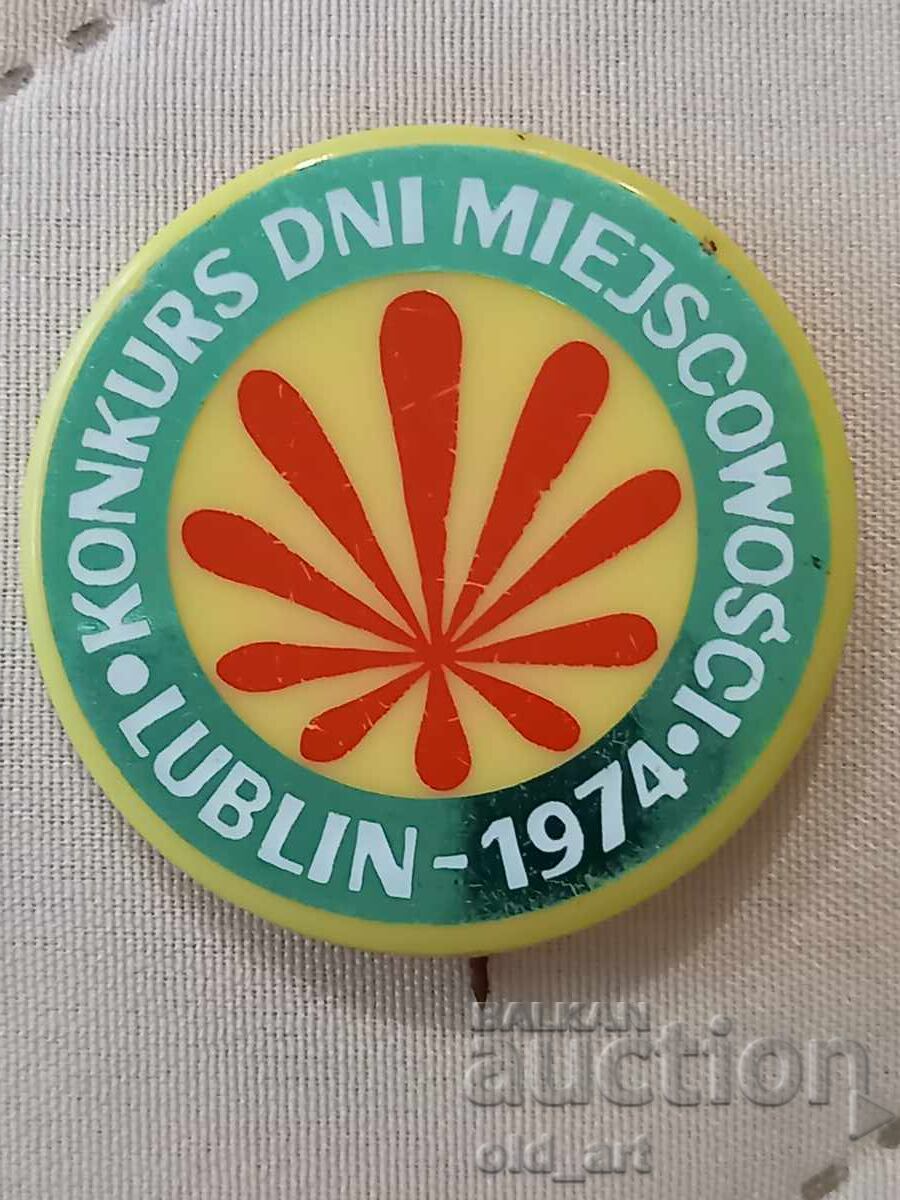 • KONKURS DNI MIEJSCOWOŚCI •
LUBLIN - 1974
BALKAN
auction
old_art